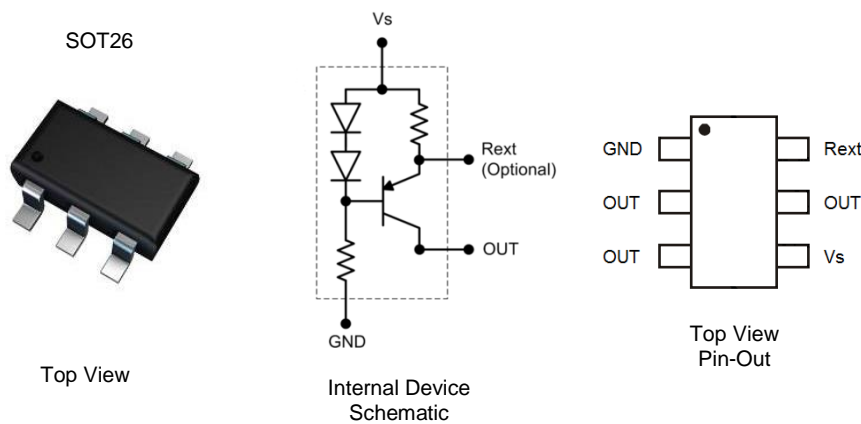 SOT26
Top View
Vs
Rext
(Optional)
OUT
GND
Internal Device
Schematic
GND
Rext
OUT
OUT
OUT
Vs
Top View
Pin-Out